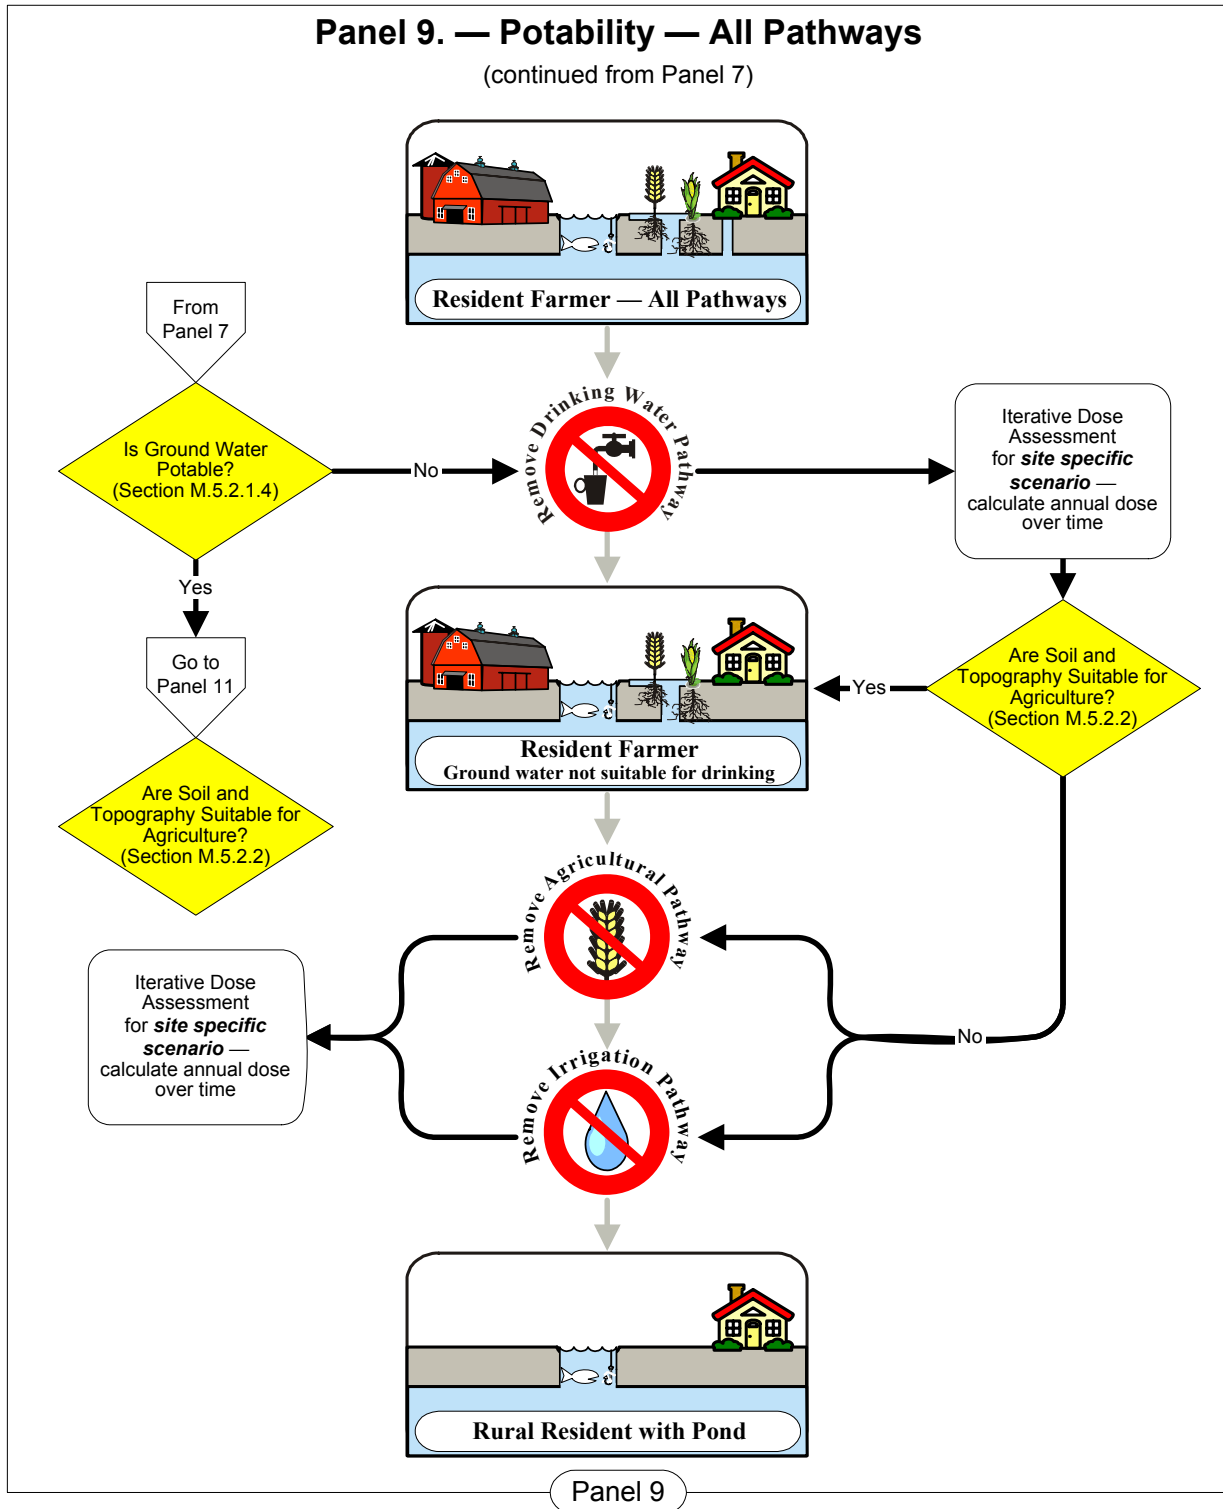 Panel 9. — Potability — All Pathways
(continued from Panel 7)
Resident Farmer — All Pathways
From
Panel 7
Is Ground Water
Potable?
(Section M.5.2.1.4)
No
Remove Drinking Water Pathway
Iterative Dose
Assessment
for site specific
scenario —
calculate annual dose
over time
Yes
Go to
Panel 11
Are Soil and
Topography Suitable for
Agriculture?
(Section M.5.2.2)
Yes
Are Soil and
Topography Suitable for
Agriculture?
(Section M.5.2.2)
Resident Farmer
Ground water not suitable for drinking
Remove Agricultural Pathway
No
Iterative Dose
Assessment
for site specific
scenario —
calculate annual dose
over time
Remove Irrigation Pathway
Rural Resident with Pond
Panel 9